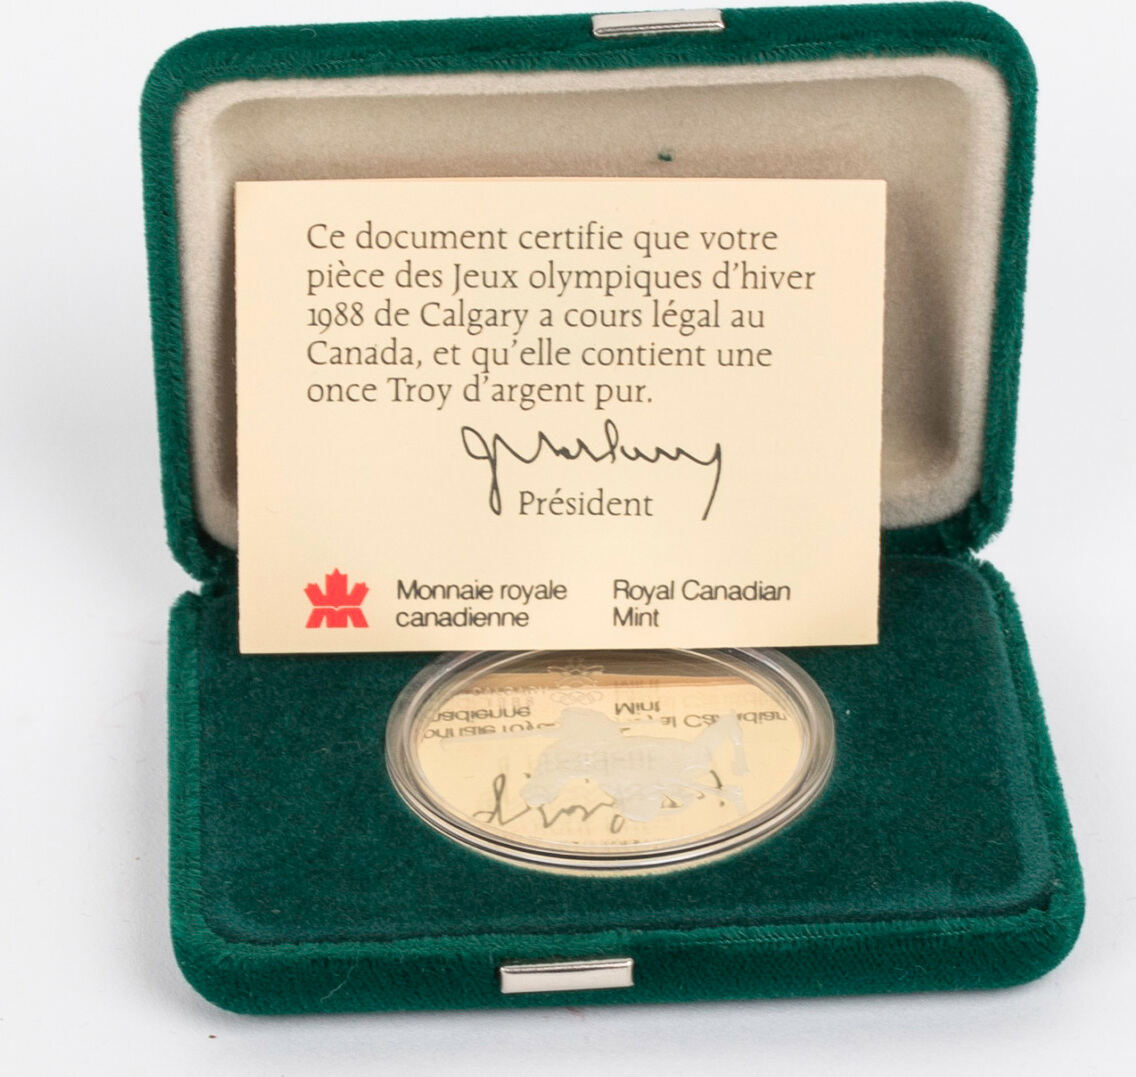 Ce document certifie que votre
pièce des Jeux olympiques d'hiver
1988 de Calgary a cours légal au
Canada, et qu'elle contient une
once Troy d'argent pur.
Président
Monnaie royale
canadienne
Royal Canadian
Mint